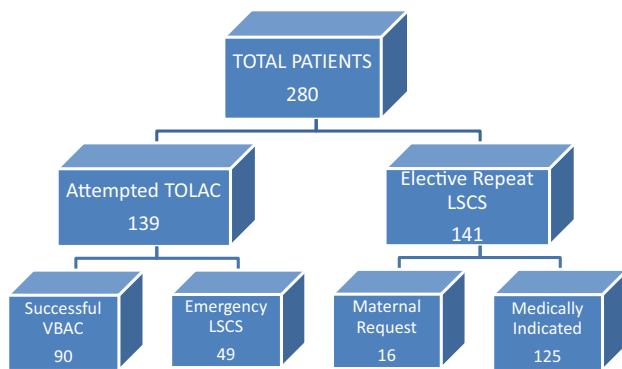 TOTAL PATIENTS
280
Attempted TOLAC
139
Elective Repeat
LSCS
141
Successful
VBAC
90
Emergency
LSCS
49
Maternal
Request
16
Medically
Indicated
125